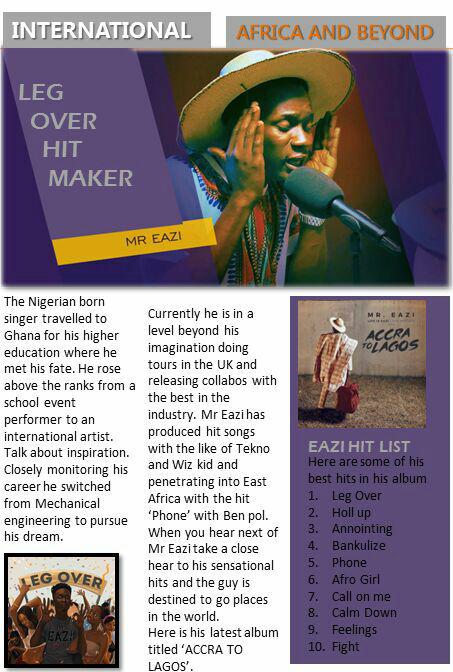 INTERNATIONAL
AFRICA AND BEYOND
LEG
OVER
HIT
MAKER
MR EAZI
The Nigerian born
singer travelled to
Ghana for his higher
education where he
met his fate. He rose
above the ranks from a
school event
performer to an
international artist.
Talk about inspiration.
Closely monitoring his
career he switched
from Mechanical
engineering to pursue
his dream.
LEG OVER
EAZI
Currently he is in a
level beyond his
imagination doing
tours in the UK and
releasing collabos with
the best in the
industry. Mr Eazi has
produced hit songs
with the like of Tekno
and Wiz kid and
penetrating into East
Africa with the hit
‘Phone’ with Ben pol.
When you hear next of
Mr Eazi take a close
hear to his sensational
hits and the guy is
destined to go places
in the world.
Here is his latest album
titled ‘ACCRA TO
LAGOS’.
MR. EAZI
ACCRA
TO LAGOS
EAZI HIT LIST
Here are some of his
best hits in his album
1. Leg Over
2. Holl up
3. Annointing
4. Bankulize
5. Phone
6. Afro Girl
7. Call on me
8. Calm Down
9. Feelings
10. Fight